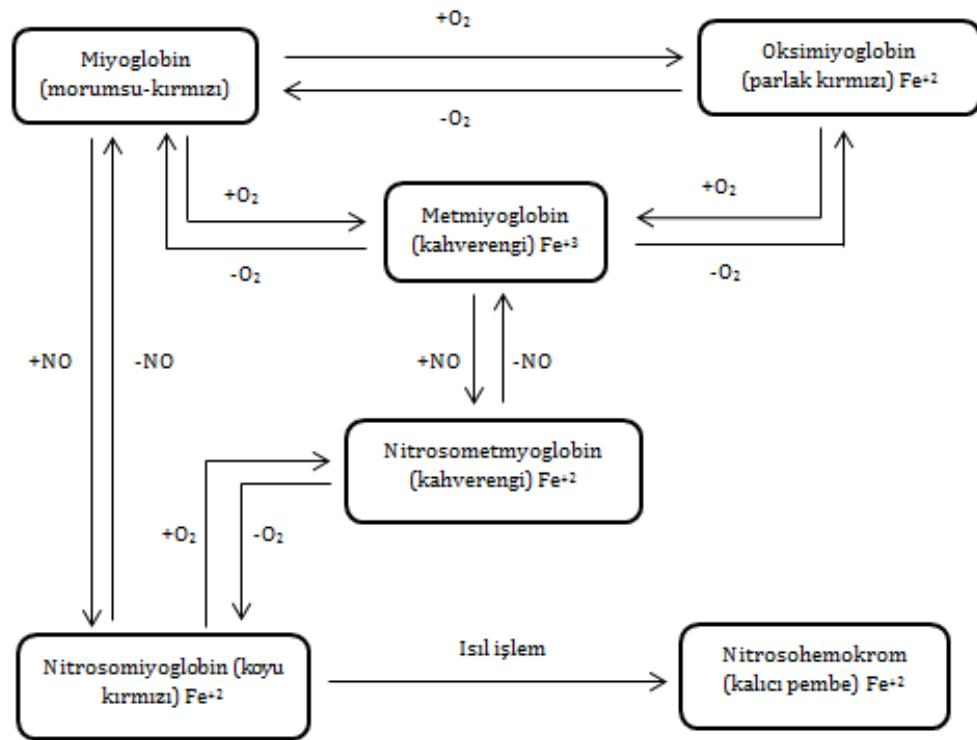 +O₂
Miyoglobin
(morumsu-kırmızı)
Oksimiyoglobin
(parlak kırmızı) Fe⁺²
-O₂
+O₂
+O₂
Metmiyoglobin
(kahverengi) Fe⁺³
-O₂
-O₂
+NO
-NO
+NO
-NO
Nitrosometmyoglobin
(kahverengi) Fe⁺²
+O₂
-O₂
Nitrosomiyoglobin (koyu
kırmızı) Fe⁺²
Isıl işlem
Nitrosohemokrom
(kalıcı pembe) Fe⁺²